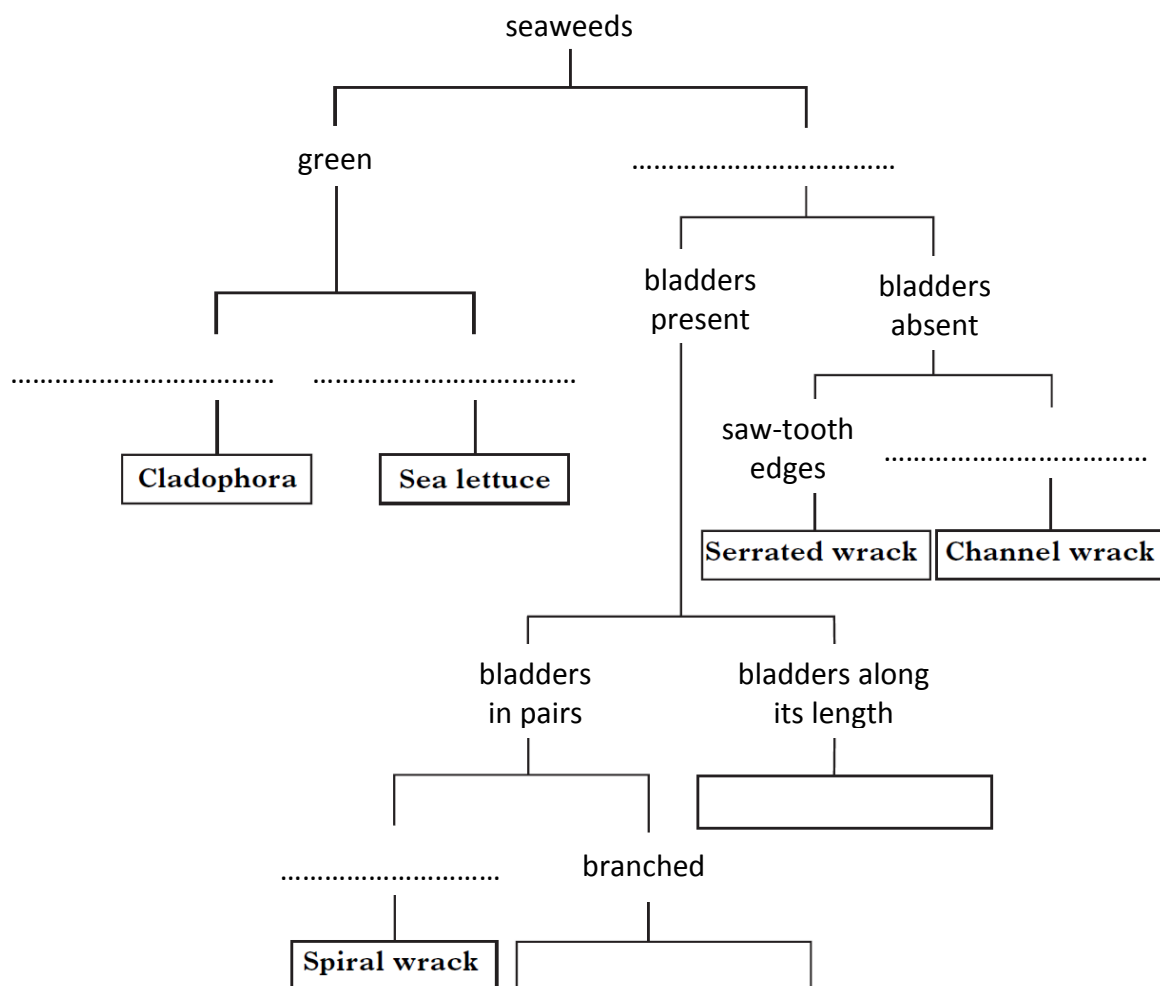 seaweeds
green
……………………………
bladders
present
bladders
absent
……………………………
……………………………
saw-tooth
edges
……………………………
Cladophora
Sea lettuce
Serrated wrack
Channel wrack
bladders
in pairs
bladders along
its length
………………………
branched
Spiral wrack